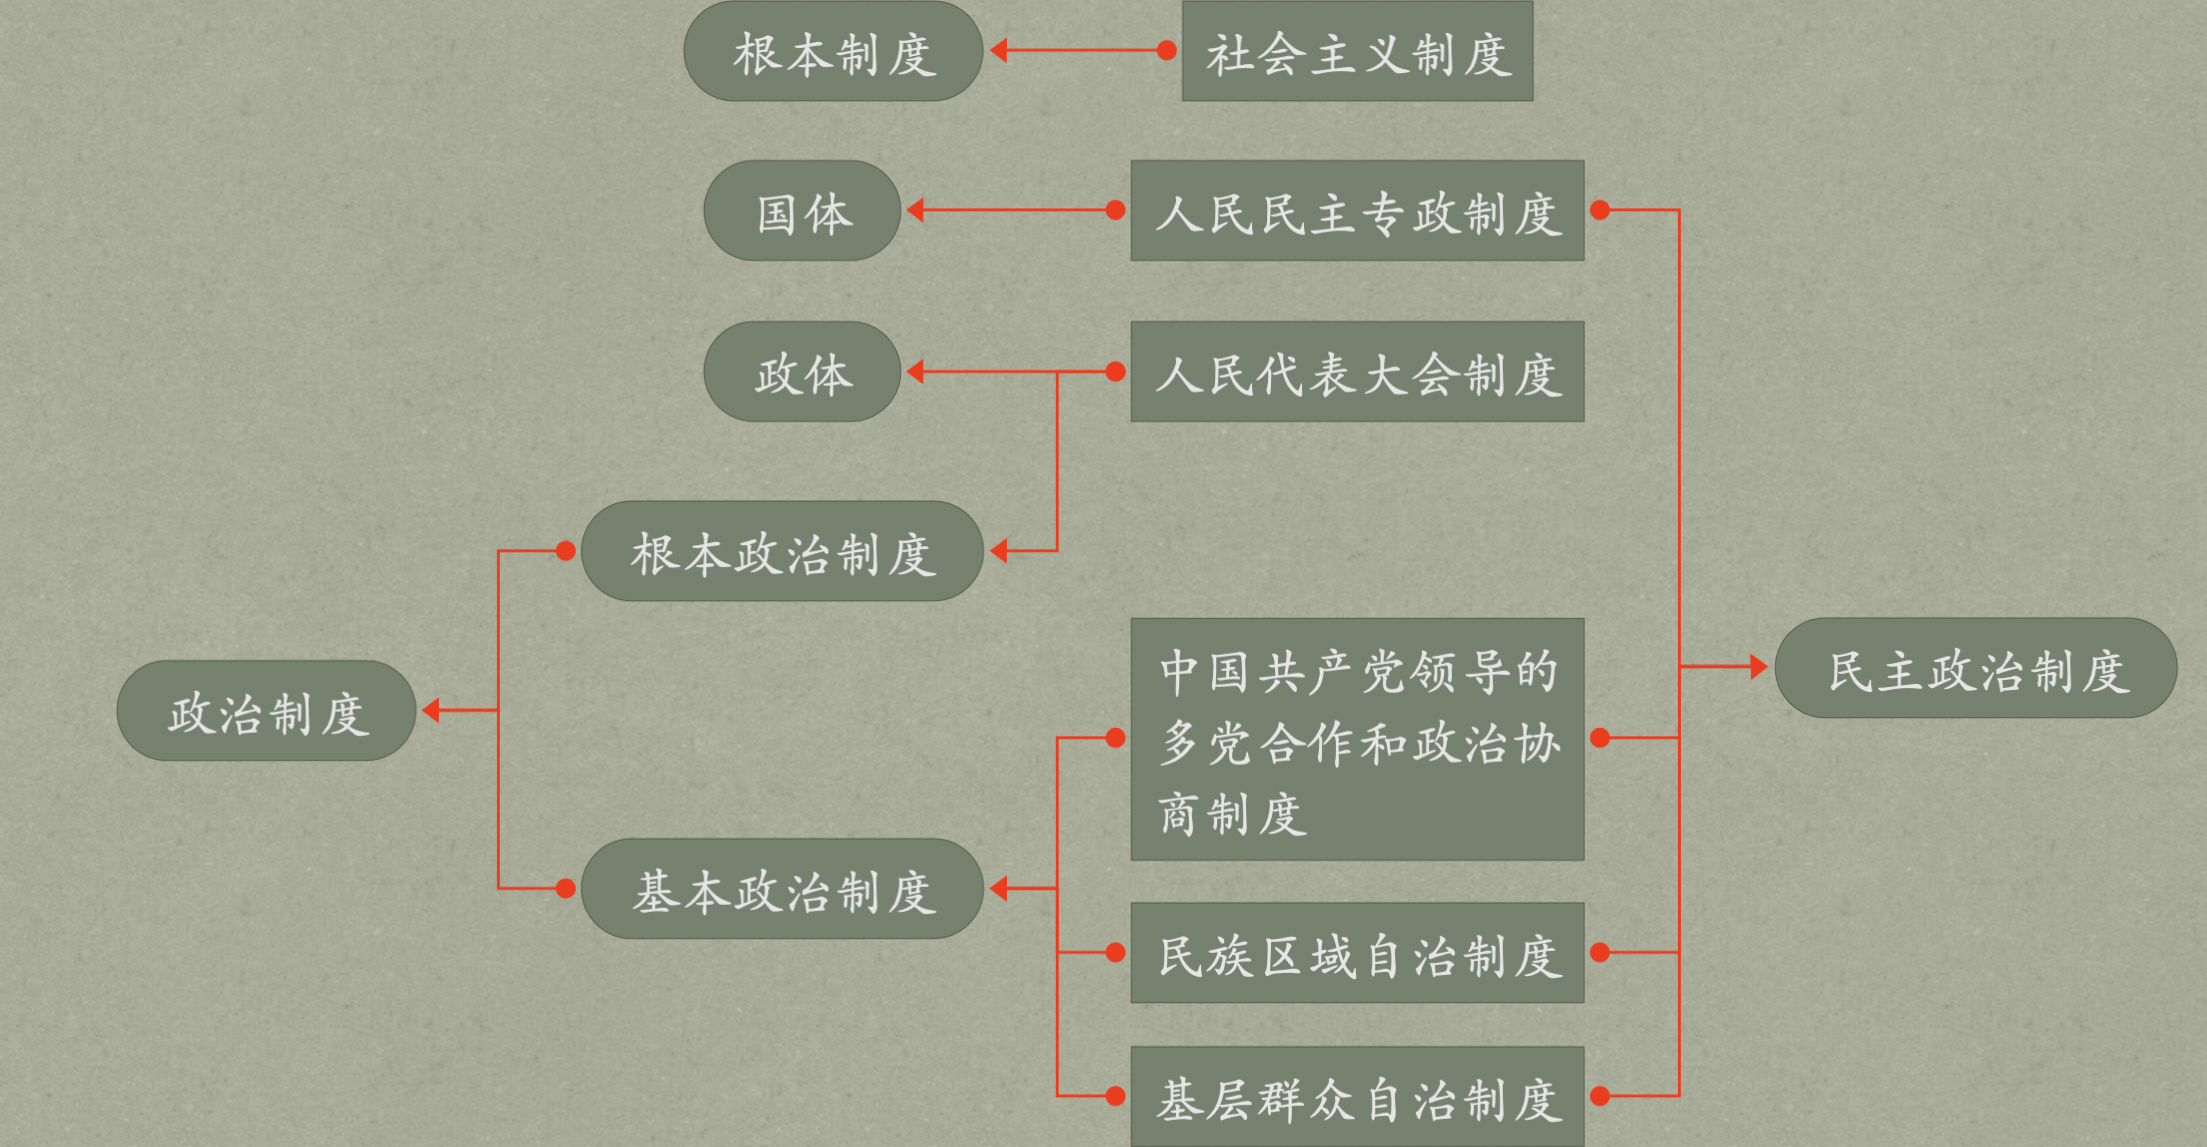 根本制度
社会主义制度
国体
人民民主专政制度
政体
人民代表大会制度
根本政治制度
中国共产党领导的
多党合作和政治协
商制度
民主政治制度
政治制度
基本政治制度
民族区域自治制度
基层群众自治制度